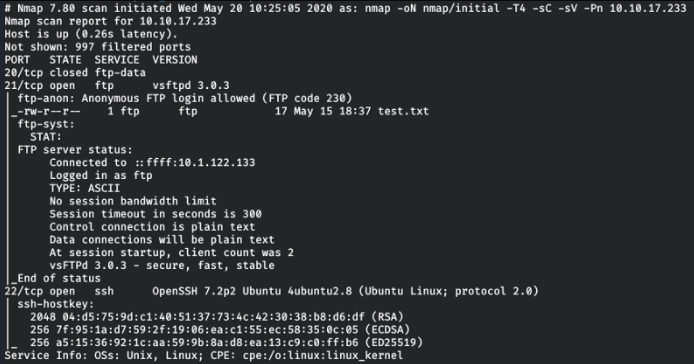 # Nmap 7.80 scan initiated Wed May 20 10:25:05 2020 as: nmap -oN nmap/initial -T4 -sC -sV -Pn 10.10.17.233
Nmap scan report for 10.10.17.233
Host is up (0.26s latency).
Not shown: 997 filtered ports
PORT   STATE  SERVICE  VERSION
20/tcp closed ftp-data
21/tcp open   ftp      vsftpd 3.0.3
| ftp-anon: Anonymous FTP login allowed (FTP code 230)
|_-rw-r--r--    1 ftp      ftp            17 May 15 18:37 test.txt
| ftp-syst:
|   STAT:
| FTP server status:
|      Connected to ::ffff:10.1.122.133
|      Logged in as ftp
|      TYPE: ASCII
|      No session bandwidth limit
|      Session timeout in seconds is 300
|      Control connection is plain text
|      Data connections will be plain text
|      At session startup, client count was 2
|      vsFTPd 3.0.3 - secure, fast, stable
|_End of status
22/tcp open   ssh      OpenSSH 7.2p2 Ubuntu 4ubuntu2.8 (Ubuntu Linux; protocol 2.0)
| ssh-hostkey:
|   2048 04:d5:75:9d:c1:40:51:37:73:4c:42:30:38:b8:d6:df (RSA)
|   256 7f:95:1a:d7:59:2f:19:06:ea:c1:55:ec:58:35:0c:05 (ECDSA)
|_  256 a5:15:36:92:1c:aa:59:9b:8a:d8:ea:13:c9:c0:ff:b6 (ED25519)
Service Info: OSs: Unix, Linux; CPE: cpe:/o:linux:linux_kernel